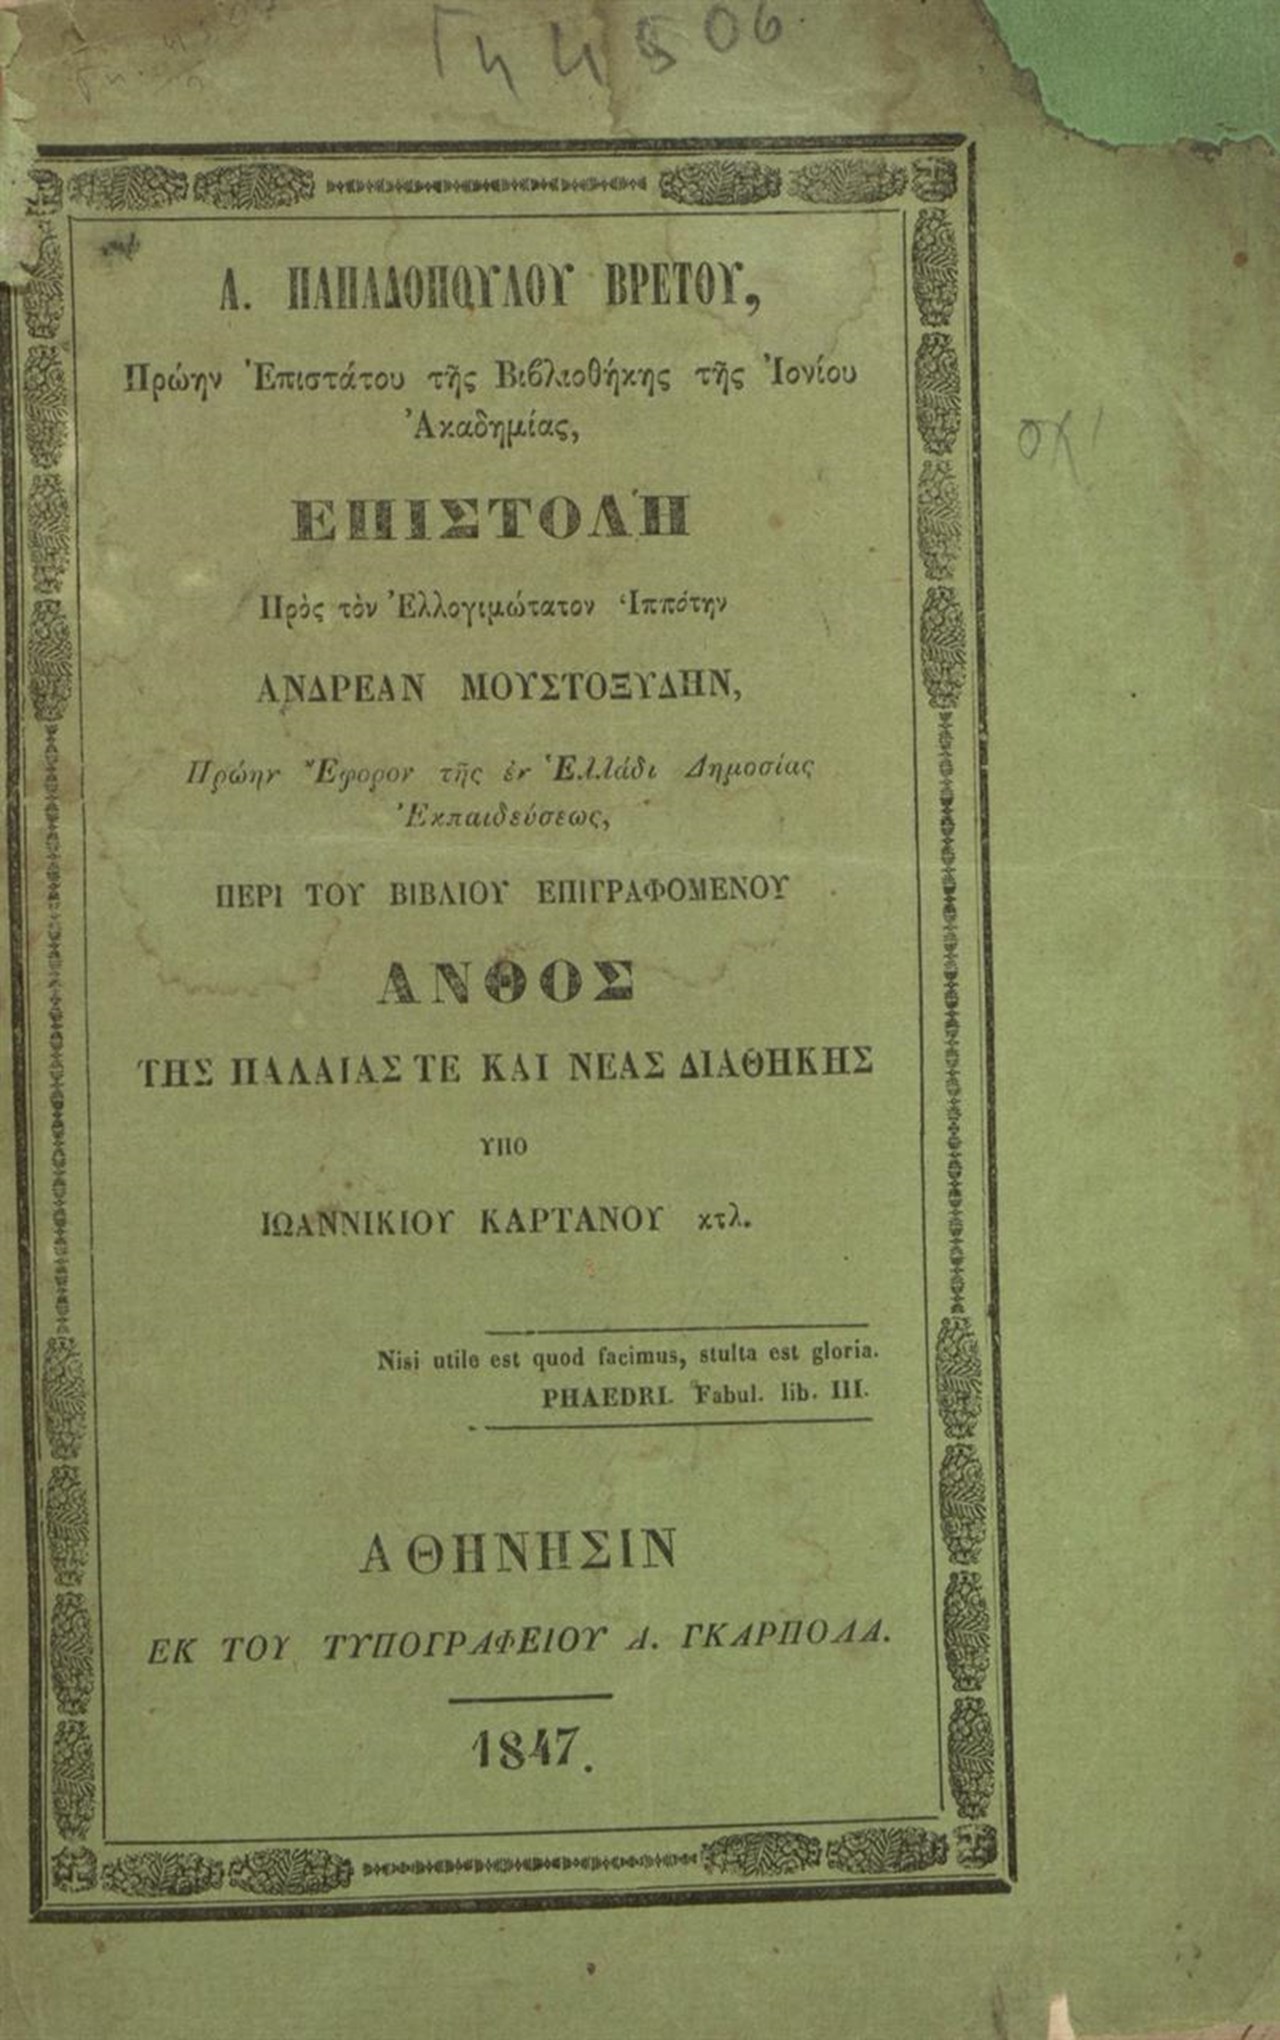 Γη 44506.
Α. ΠΑΠΑΔΟΠΟΥΛΟΥ ΒΡΕΤΟΥ,
Πρώην Ἐπιστάτου τῆς Βιβλιοθήκης τῆς Ἰονίου
Ἀκαδημίας,
ΕΠΙΣΤΟΛΉ
Πρὸς τὸν Ἐλλογιμώτατον Ἱππότην
ΑΝΔΡΕΑΝ ΜΟΥΣΤΟΞΥΔΗΝ,
Πρώην Ἔφορον τῆς ἐν Ἑλλάδι Δημοσίας
Ἐκπαιδεύσεως,
ΠΕΡΙ ΤΟΥ ΒΙΒΛΙΟΥ ΕΠΙΓΡΑΦΟΜΕΝΟΥ
ΑΝΘΟΣ
ΤΗΣ ΠΑΛΑΙΑΣ ΤΕ ΚΑΙ ΝΕΑΣ ΔΙΑΘΗΚΗΣ
ΥΠΟ
ΙΩΑΝΝΙΚΙΟΥ ΚΑΡΤΑΝΟΥ κτλ.
Nisi utile est quod facimus, stulta est gloria.
PHAEDRI. Fabul. lib. III.
ΑΘΗΝΗΣΙΝ
ΕΚ ΤΟΥ ΤΥΠΟΓΡΑΦΕΙΟΥ Α. ΓΚΑΡΠΟΛΑ.
1847.